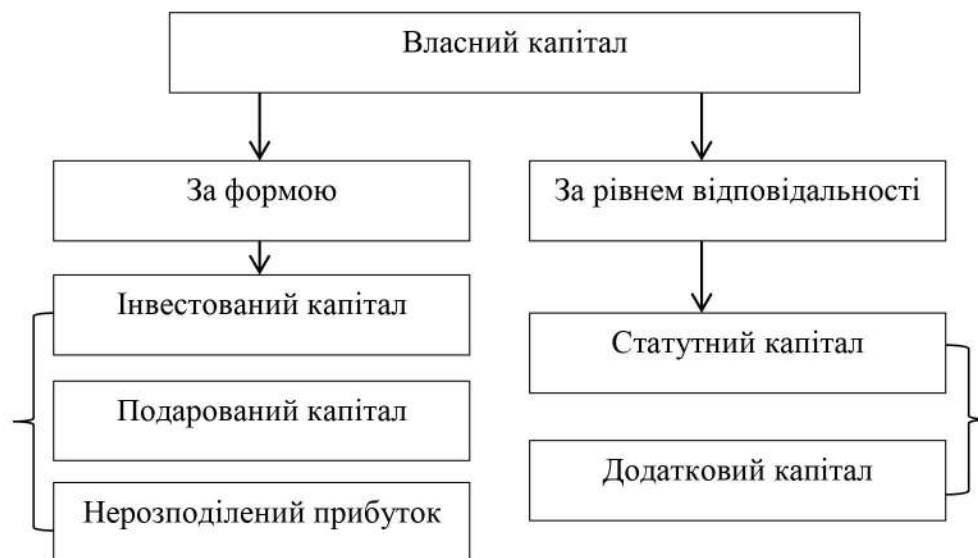 Власний капітал
За формою
За рівнем відповідальності
Інвестований капітал
Статутний капітал
Подарований капітал
Додатковий капітал
Нерозподілений прибуток